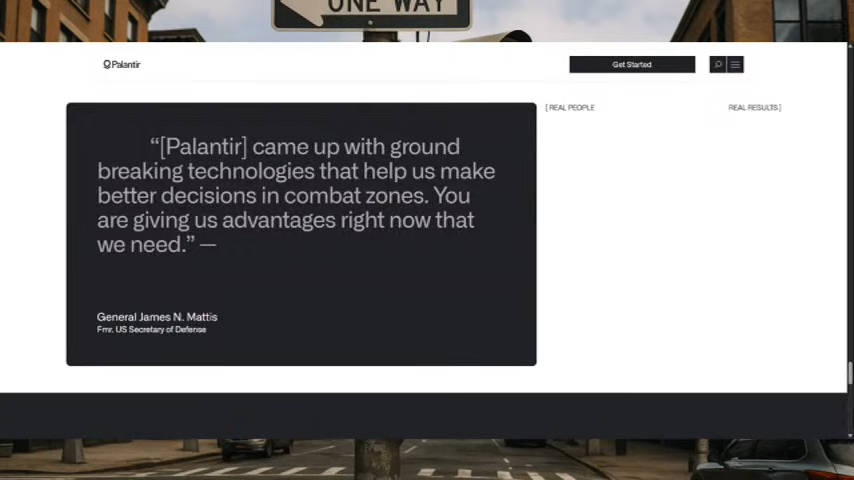 ONE WAY
Palantir
Get Started
[ REAL PEOPLE
REAL RESULTS ]
“[Palantir] came up with ground
breaking technologies that help us make
better decisions in combat zones. You
are giving us advantages right now that
we need.” —
General James N. Mattis
Fmr. US Secretary of Defense